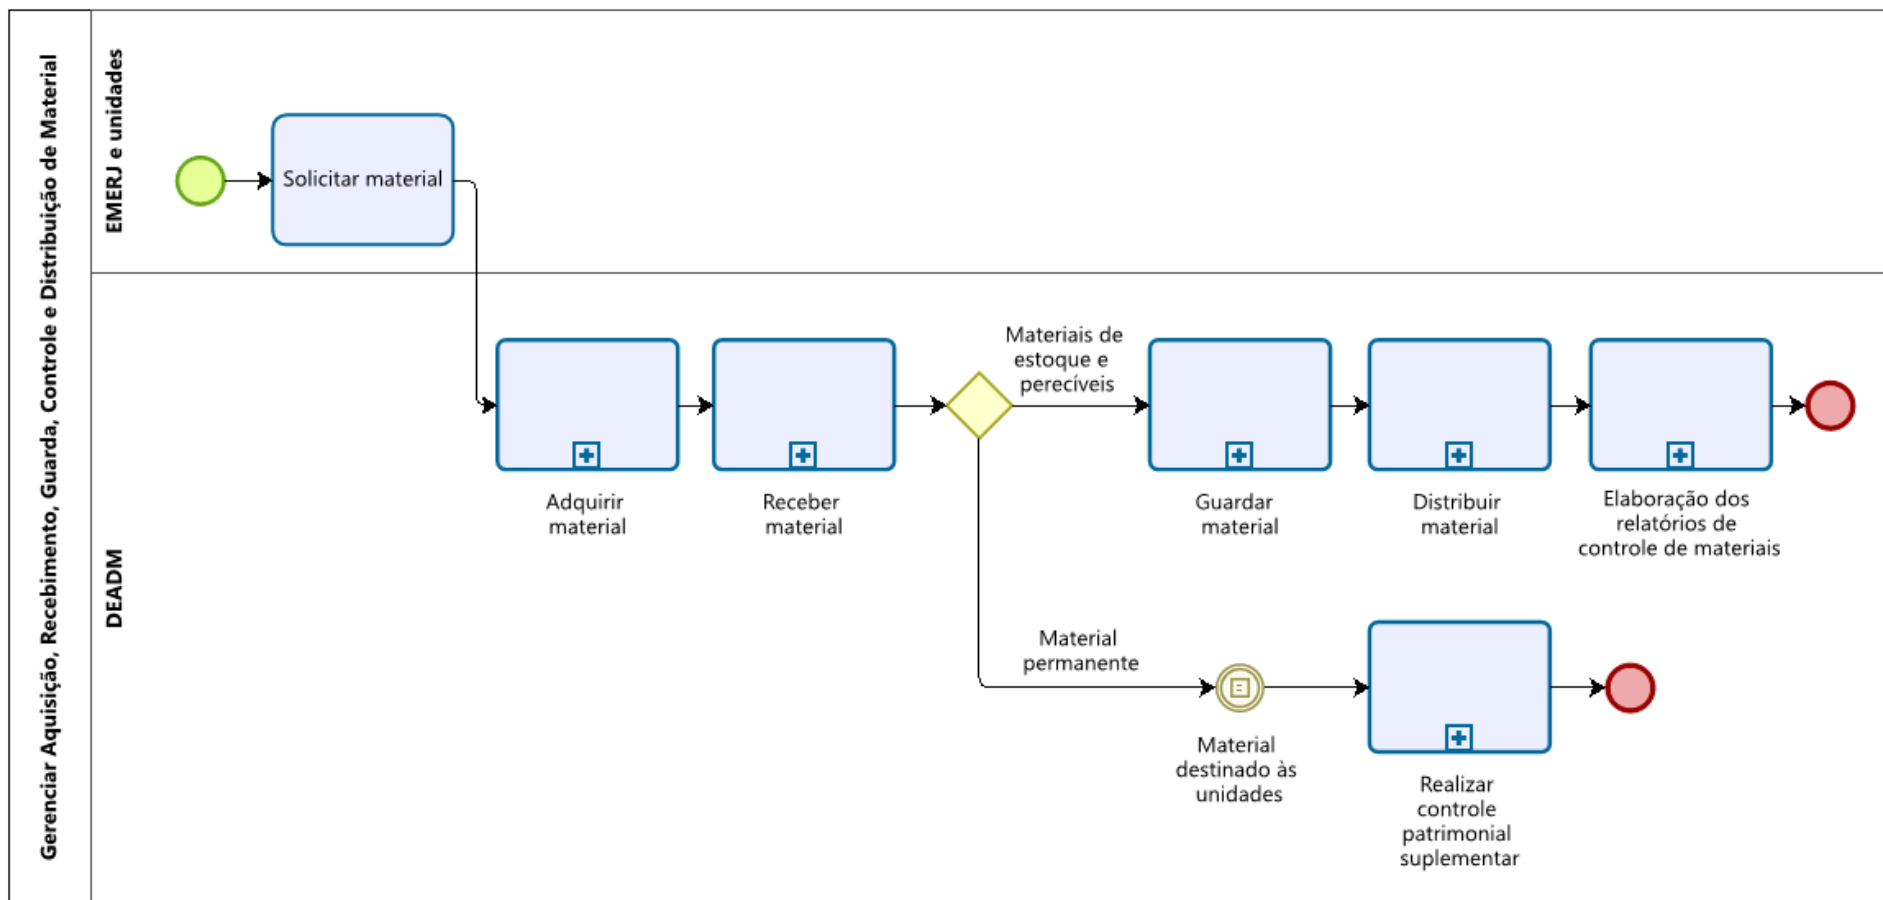 Gerenciar Aquisição, Recebimento, Guarda, Controle e Distribuição de Material
EMERJ e unidades
Solicitar material
DEADM
Adquirir
material
Receber
material
Materiais de
estoque e
perecíveis
Guardar
material
Distribuir
material
Elaboração dos
relatórios de
controle de materiais
Material
permanente
Material
destinado às
unidades
Realizar
controle
patrimonial
suplementar